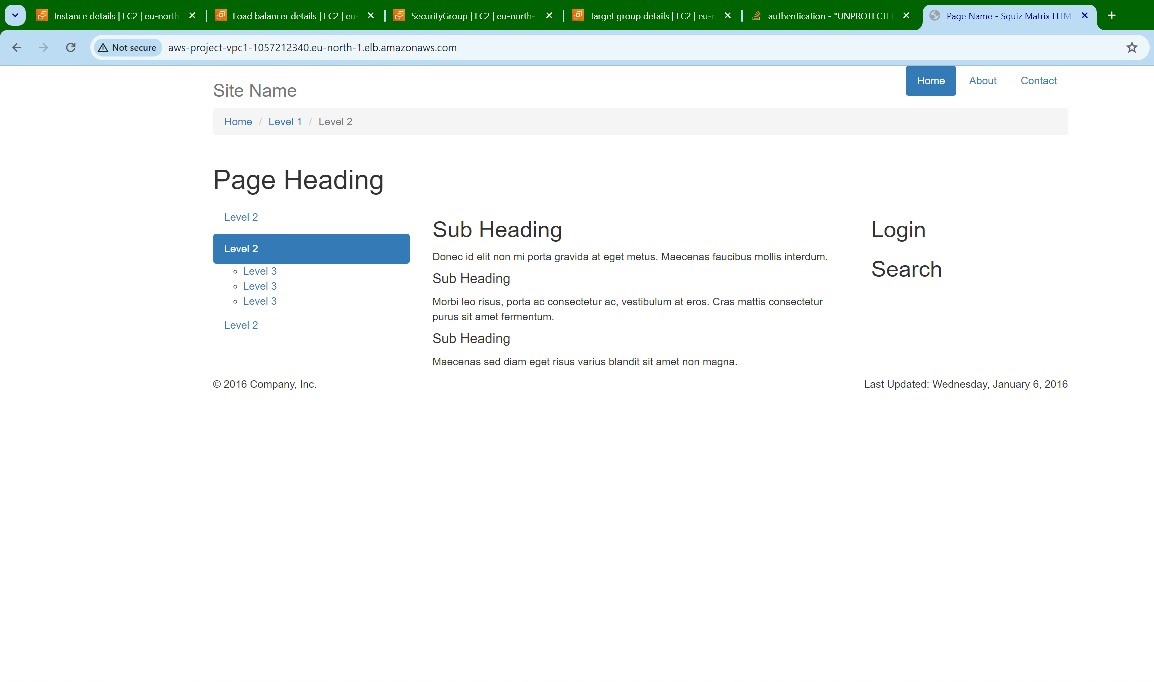 Instance details | EC2 | eu-north
Load balancer details | EC2 | eu-
SecurityGroup | EC2 | eu-north-
Target group details | EC2 | eu-n
authentication - "UNPROTECTE
Page Name - Squiz Matrix HTM
Not secure
aws-project-vpc1-1057212340.eu-north-1.elb.amazonaws.com
Site Name
Home About Contact
Home / Level 1 / Level 2
Page Heading
Level 2
Level 2
Level 3
Level 3
Level 3
Level 2
Sub Heading
Donec id elit non mi porta gravida at eget metus. Maecenas faucibus mollis interdum.
Sub Heading
Morbi leo risus, porta ac consectetur ac, vestibulum at eros. Cras mattis consectetur
purus sit amet fermentum.
Sub Heading
Maecenas sed diam eget risus varius blandit sit amet non magna.
Login
Search
© 2016 Company, Inc.
Last Updated: Wednesday, January 6, 2016